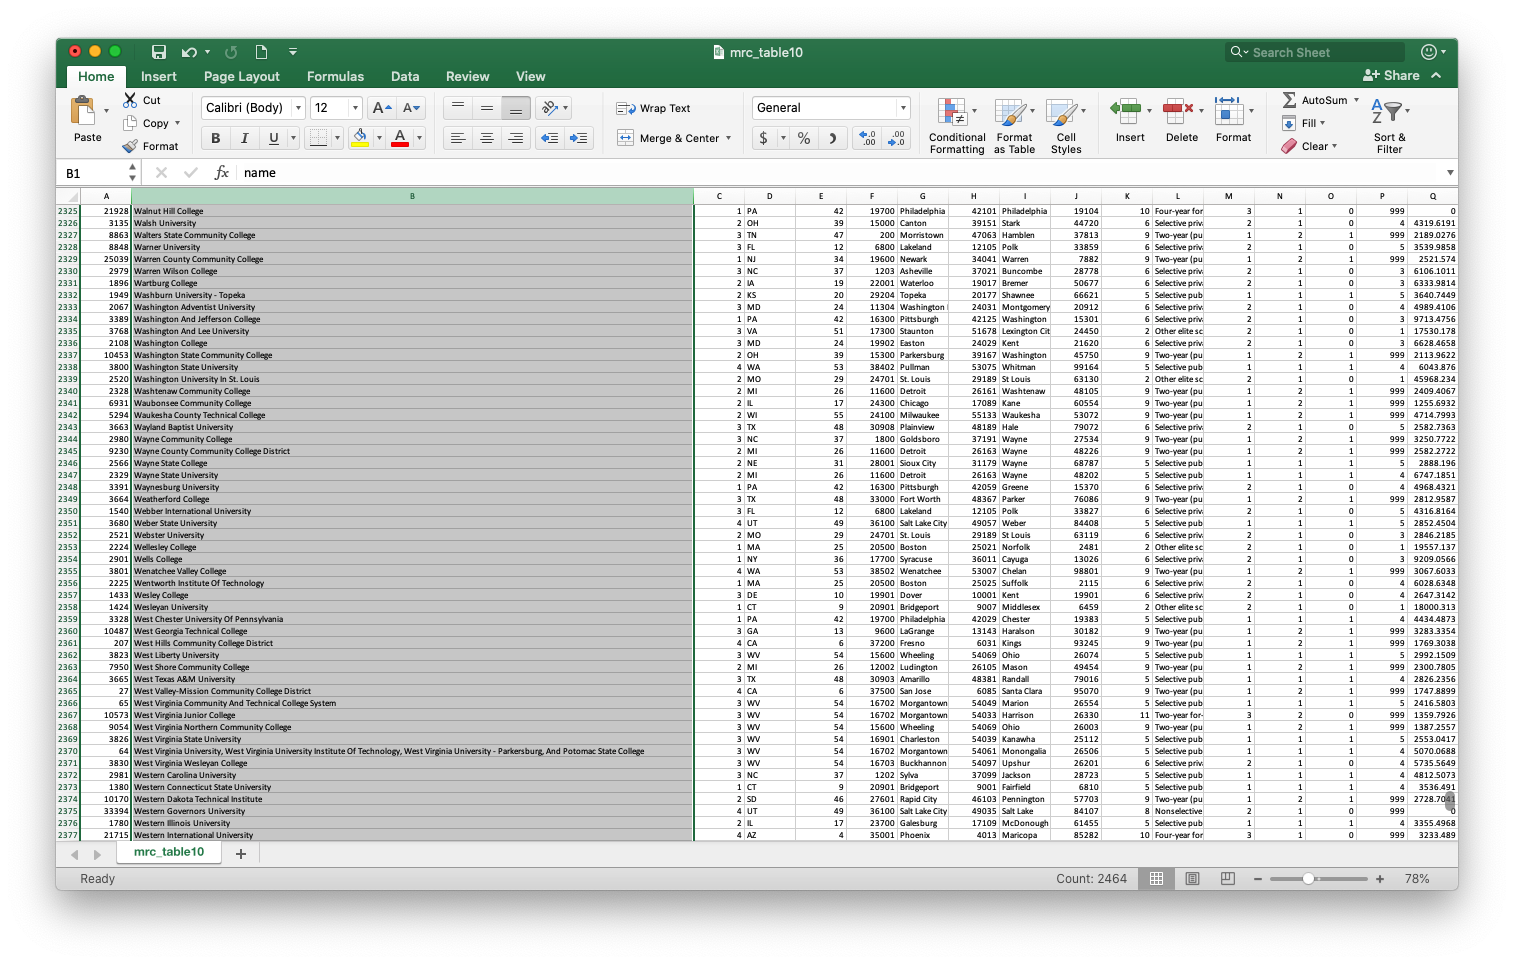 mrc_table10
Search Sheet
Home Insert Page Layout Formulas Data Review View Share
Cut
Copy
Format
Paste
Calibri (Body) 12
B I U A
Wrap Text
Merge & Center
General
$ % )
Conditional Formatting
Format as Table
Cell Styles
Insert Delete Format
AutoSum
Fill
Clear
Sort & Filter
B1 fx name
A B C D E F G H I J K L M N O P Q
2325 21928 Walnut Hill College 1 PA 42 19700 Philadelphia 42101 Philadelphia 19104 10 Four-year for 3 1 0 999 0
2326 3135 Walsh University 2 OH 39 15000 Canton 39151 Stark 44720 6 Selective priv 2 1 0 4 4319.6191
2327 8863 Walters State Community College 3 TN 47 200 Morristown 47063 Hamblen 37813 9 Two-year (pu 1 2 1 999 2189.0276
2328 8848 Warner University 3 FL 12 6800 Lakeland 12105 Polk 33859 6 Selective priv 2 1 0 5 3539.9858
2329 25039 Warren County Community College 1 NJ 34 19600 Newark 34041 Warren 7882 9 Two-year (pu 1 2 1 999 2521.574
2330 2979 Warren Wilson College 3 NC 37 1203 Asheville 37021 Buncombe 28778 6 Selective priv 2 1 0 3 6106.1011
2331 1896 Wartburg College 2 IA 19 22001 Waterloo 19017 Bremer 50677 6 Selective priv 2 1 0 3 6333.9814
2332 1949 Washburn University - Topeka 2 KS 20 29204 Topeka 20177 Shawnee 66621 5 Selective pub 1 1 1 5 3640.7449
2333 2067 Washington Adventist University 3 MD 24 11304 Washington 24031 Montgomery 20912 6 Selective priv 2 1 0 4 4989.4106
2334 3389 Washington And Jefferson College 1 PA 42 16300 Pittsburgh 42125 Washington 15301 6 Selective priv 2 1 0 3 9713.4756
2335 3768 Washington And Lee University 3 VA 51 17300 Staunton 51678 Lexington Cit 24450 2 Other elite sc 2 1 0 1 17530.178
2336 2108 Washington College 3 MD 24 19902 Easton 24029 Kent 21620 6 Selective priv 2 1 0 3 6628.4658
2337 10453 Washington State Community College 2 OH 39 15300 Parkersburg 39167 Washington 45750 9 Two-year (pu 1 2 1 999 2113.9622
2338 3800 Washington State University 4 WA 53 38402 Pullman 53075 Whitman 99164 5 Selective pub 1 1 1 4 6043.876
2339 2520 Washington University In St. Louis 2 MO 29 24701 St. Louis 29189 St Louis 63130 2 Other elite sc 2 1 0 1 45968.234
2340 2328 Washtenaw Community College 2 MI 26 11600 Detroit 26161 Washtenaw 48105 9 Two-year (pu 1 2 1 999 2409.4067
2341 6931 Waubonsee Community College 2 IL 17 24300 Chicago 17089 Kane 60554 9 Two-year (pu 1 2 1 999 1255.6932
2342 5294 Waukesha County Technical College 2 WI 55 24100 Milwaukee 55133 Waukesha 53072 9 Two-year (pu 1 2 1 999 4714.7993
2343 3663 Wayland Baptist University 3 TX 48 30908 Plainview 48189 Hale 79072 6 Selective priv 2 1 0 5 2582.7363
2344 2980 Wayne Community College 3 NC 37 1800 Goldsboro 37191 Wayne 27534 9 Two-year (pu 1 2 1 999 3250.7722
2345 9230 Wayne County Community College District 2 MI 26 11600 Detroit 26163 Wayne 48226 9 Two-year (pu 1 2 1 999 2582.2722
2346 2566 Wayne State College 2 NE 31 28001 Sioux City 31179 Wayne 68787 5 Selective pub 1 1 1 5 2888.196
2347 2329 Wayne State University 2 MI 26 11600 Detroit 26163 Wayne 48202 5 Selective pub 1 1 1 4 6747.1851
2348 3391 Waynesburg University 1 PA 42 16300 Pittsburgh 42059 Greene 15370 6 Selective priv 2 1 0 4 4968.4321
2349 3664 Weatherford College 3 TX 48 33000 Fort Worth 48367 Parker 76086 9 Two-year (pu 1 2 1 999 2812.9587
2350 1540 Webber International University 3 FL 12 6800 Lakeland 12105 Polk 33827 6 Selective priv 2 1 0 5 4316.8164
2351 3680 Weber State University 4 UT 49 36100 Salt Lake City 49057 Weber 84408 5 Selective pub 1 1 1 5 2852.4504
2352 2521 Webster University 2 MO 29 24701 St. Louis 29189 St Louis 63119 6 Selective priv 2 1 0 3 2846.2185
2353 2224 Wellesley College 1 MA 25 20500 Boston 25021 Norfolk 2481 2 Other elite sc 2 1 0 1 19557.137
2354 2901 Wells College 1 NY 36 17700 Syracuse 36011 Cayuga 13026 6 Selective priv 2 1 0 3 9209.0566
2355 3801 Wenatchee Valley College 4 WA 53 38502 Wenatchee 53007 Chelan 98801 9 Two-year (pu 1 2 1 999 3067.6033
2356 2225 Wentworth Institute Of Technology 1 MA 25 20500 Boston 25025 Suffolk 2115 6 Selective priv 2 1 0 4 6028.6348
2357 1433 Wesley College 3 DE 10 19901 Dover 10001 Kent 19901 6 Selective priv 2 1 0 4 2647.3142
2358 1424 Wesleyan University 1 CT 9 20901 Bridgeport 9007 Middlesex 6459 2 Other elite sc 2 1 0 1 18000.313
2359 3328 West Chester University Of Pennsylvania 1 PA 42 19700 Philadelphia 42029 Chester 19383 5 Selective pub 1 1 1 4 4434.4873
2360 10487 West Georgia Technical College 3 GA 13 9600 LaGrange 13143 Haralson 30182 9 Two-year (pu 1 2 1 999 3283.3354
2361 207 West Hills Community College District 4 CA 6 37200 Fresno 6031 Kings 93245 9 Two-year (pu 1 2 1 999 1769.3038
2362 3823 West Liberty University 3 WV 54 15600 Wheeling 54069 Ohio 26074 5 Selective pub 1 1 1 5 2992.1509
2363 7950 West Shore Community College 2 MI 26 12002 Ludington 26105 Mason 49454 9 Two-year (pu 1 2 1 999 2300.7805
2364 3665 West Texas A&M University 3 TX 48 30903 Amarillo 48381 Randall 79016 5 Selective pub 1 1 1 4 2826.2356
2365 27 West Valley-Mission Community College District 4 CA 6 37500 San Jose 6085 Santa Clara 95070 9 Two-year (pu 1 2 1 999 1747.8899
2366 65 West Virginia Community And Technical College System 3 WV 54 16702 Morgantown 54049 Marion 26554 5 Selective pub 1 1 1 5 2416.5803
2367 10573 West Virginia Junior College 3 WV 54 16702 Morgantown 54033 Harrison 26330 11 Two-year for- 3 2 0 999 1359.7926
2368 9054 West Virginia Northern Community College 3 WV 54 15600 Wheeling 54069 Ohio 26003 9 Two-year (pu 1 2 1 999 1387.2557
2369 3826 West Virginia State University 3 WV 54 16901 Charleston 54039 Kanawha 25112 5 Selective pub 1 1 1 5 2553.0417
2370 64 West Virginia University, West Virginia University Institute Of Technology, West Virginia University - Parkersburg, And Potomac State College 3 WV 54 16702 Morgantown 54061 Monongalia 26506 5 Selective pub 1 1 1 4 5070.0688
2371 3830 West Virginia Wesleyan College 3 WV 54 16703 Buckhannon 54097 Upshur 26201 6 Selective priv 2 1 0 4 5735.5649
2372 2981 Western Carolina University 3 NC 37 1202 Sylva 37099 Jackson 28723 5 Selective pub 1 1 1 4 4812.5073
2373 1380 Western Connecticut State University 1 CT 9 20901 Bridgeport 9001 Fairfield 6810 5 Selective pub 1 1 1 4 3536.491
2374 10170 Western Dakota Technical Institute 2 SD 46 27601 Rapid City 46103 Pennington 57703 9 Two-year (pu 1 2 1 999 2728.7041
2375 33394 Western Governors University 4 UT 49 36100 Salt Lake City 49035 Salt Lake 84107 8 Nonselective 2 1 0 999 0
2376 1780 Western Illinois University 2 IL 17 23700 Galesburg 17109 McDonough 61455 5 Selective pub 1 1 1 4 3355.4968
2377 21715 Western International University 4 AZ 4 35001 Phoenix 4013 Maricopa 85282 10 Four-year for 3 1 0 999 3233.489
mrc_table10
Ready Count: 2464 78%